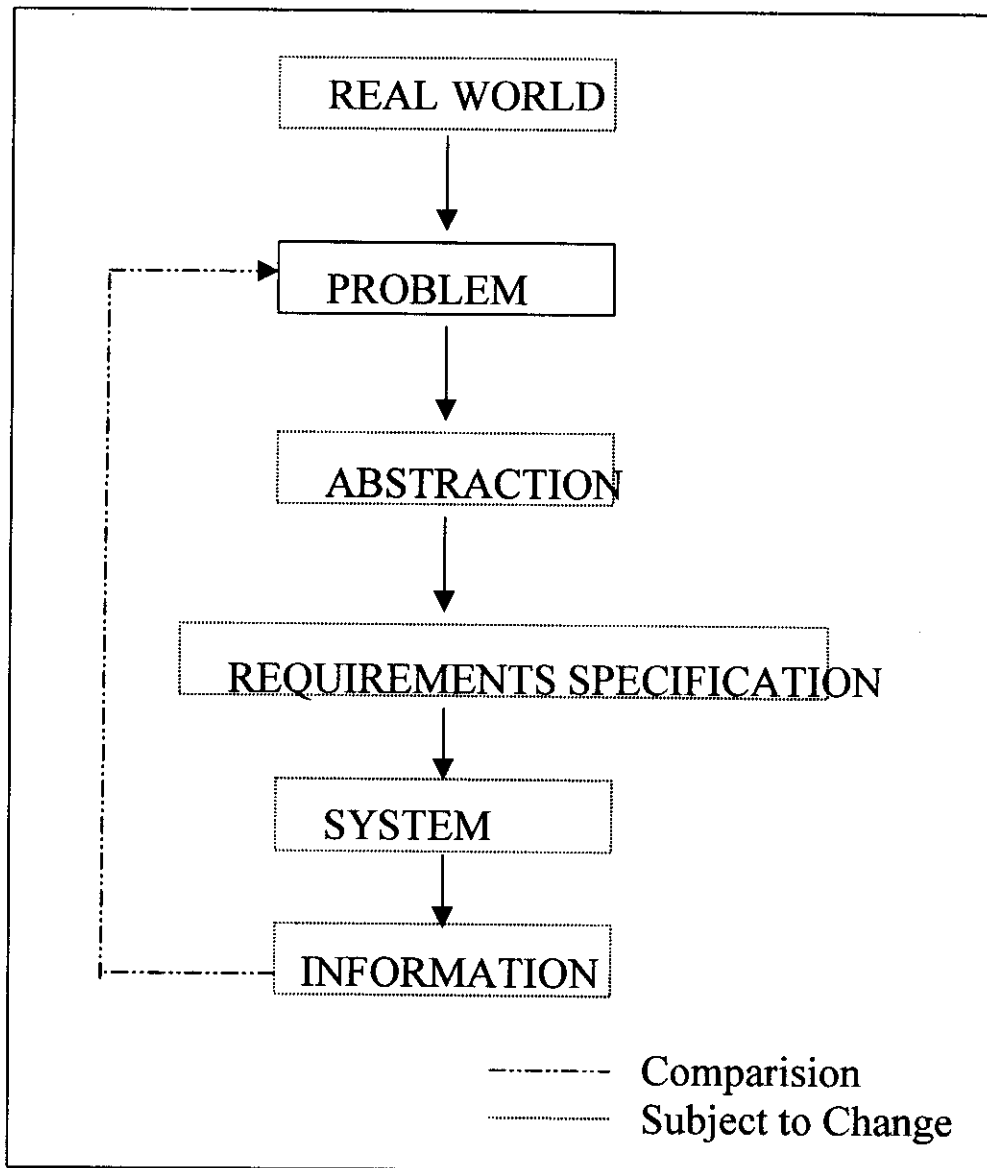 REAL WORLD
PROBLEM
ABSTRACTION
REQUIREMENTS SPECIFICATION
SYSTEM
INFORMATION
Comparision
Subject to Change